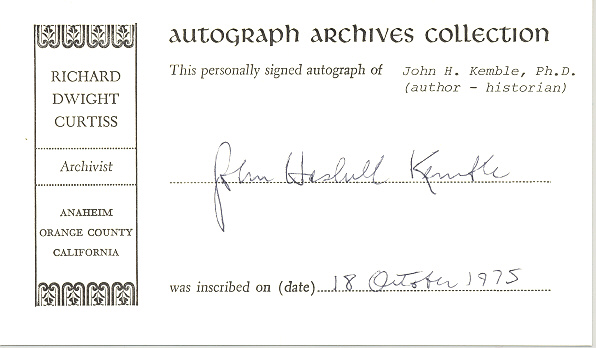 autograph archives collection
RICHARD
DWIGHT
CURTISS
Archivist
ANAHEIM
ORANGE COUNTY
CALIFORNIA
This personally signed autograph of John H. Kemble, Ph.D.
(author - historian)
John Haskell Kemble
was inscribed on (date) 18 October 1975